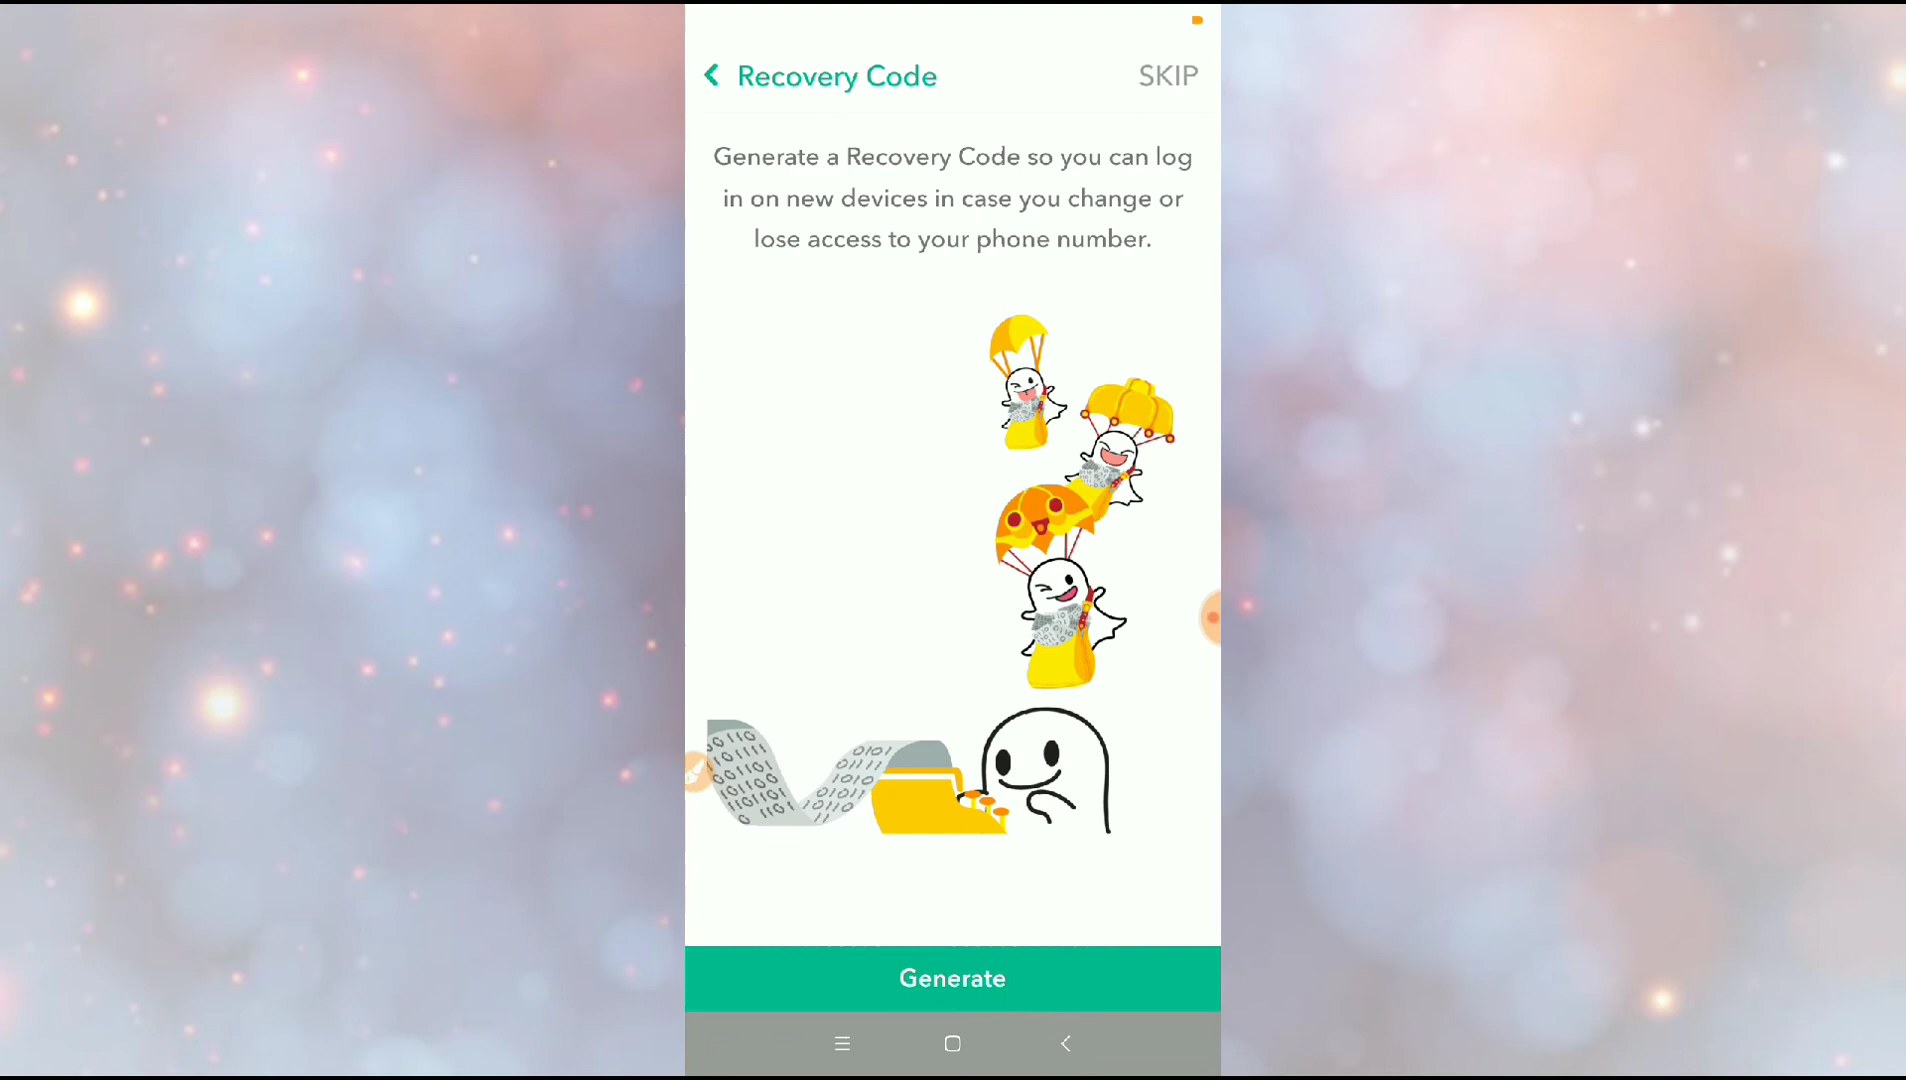 Recovery Code
SKIP
Generate a Recovery Code so you can log
in on new devices in case you change or
lose access to your phone number.
Generate